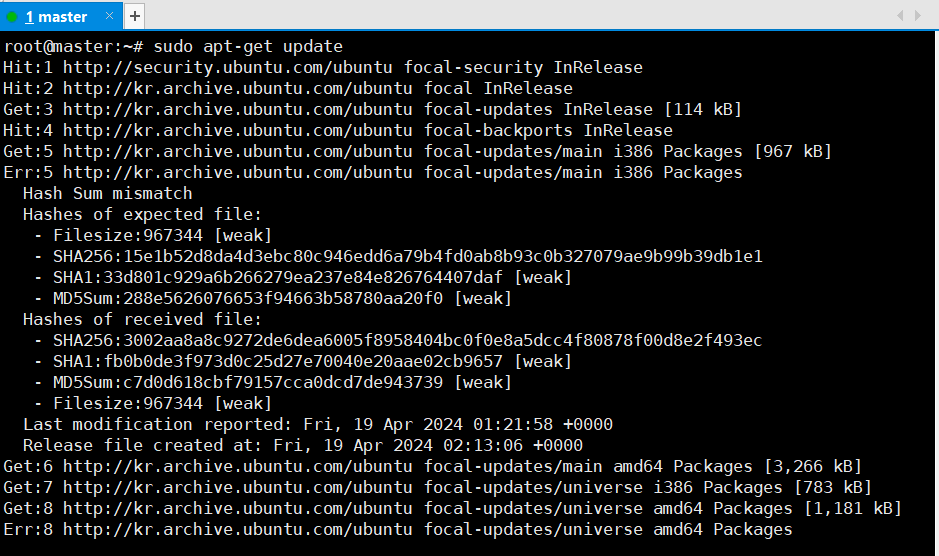 1 master × +
root@master:~# sudo apt-get update
Hit:1 http://security.ubuntu.com/ubuntu focal-security InRelease
Hit:2 http://kr.archive.ubuntu.com/ubuntu focal InRelease
Get:3 http://kr.archive.ubuntu.com/ubuntu focal-updates InRelease [114 kB]
Hit:4 http://kr.archive.ubuntu.com/ubuntu focal-backports InRelease
Get:5 http://kr.archive.ubuntu.com/ubuntu focal-updates/main i386 Packages [967 kB]
Err:5 http://kr.archive.ubuntu.com/ubuntu focal-updates/main i386 Packages
  Hash Sum mismatch
  Hashes of expected file:
   - Filesize:967344 [weak]
   - SHA256:15e1b52d8da4d3ebc80c946edd6a79b4fd0ab8b93c0b327079ae9b99b39db1e1
   - SHA1:33d801c929a6b266279ea237e84e826764407daf [weak]
   - MD5Sum:288e5626076653f94663b58780aa20f0 [weak]
  Hashes of received file:
   - SHA256:3002aa8a8c9272de6dea6005f8958404bc0f0e8a5dcc4f80878f00d8e2f493ec
   - SHA1:fb0b0de3f973d0c25d27e70040e20aae02cb9657 [weak]
   - MD5Sum:c7d0d618cbf79157cca0dcd7de943739 [weak]
   - Filesize:967344 [weak]
  Last modification reported: Fri, 19 Apr 2024 01:21:58 +0000
  Release file created at: Fri, 19 Apr 2024 02:13:06 +0000
Get:6 http://kr.archive.ubuntu.com/ubuntu focal-updates/main amd64 Packages [3,266 kB]
Get:7 http://kr.archive.ubuntu.com/ubuntu focal-updates/universe i386 Packages [783 kB]
Get:8 http://kr.archive.ubuntu.com/ubuntu focal-updates/universe amd64 Packages [1,181 kB]
Err:8 http://kr.archive.ubuntu.com/ubuntu focal-updates/universe amd64 Packages